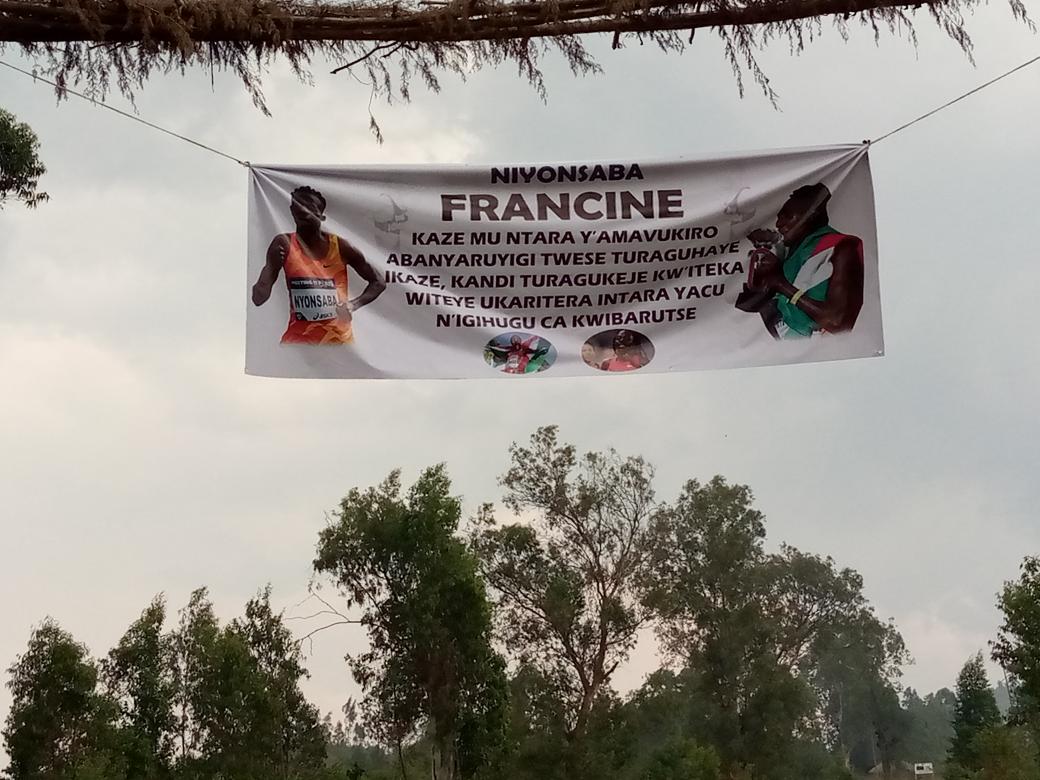 NIYONSABA
FRANCINE
KAZE MU NTARA Y'AMAVUKIRO
ABANYARUYIGI TWESE TURAGUHAYE
IKAZE, KANDI TURAGUKEJE KW'ITEKA
WITEYE UKARITERA INTARA YACU
N'IGIHUGU CA KWIBARUTSE
NYONSABA
asics